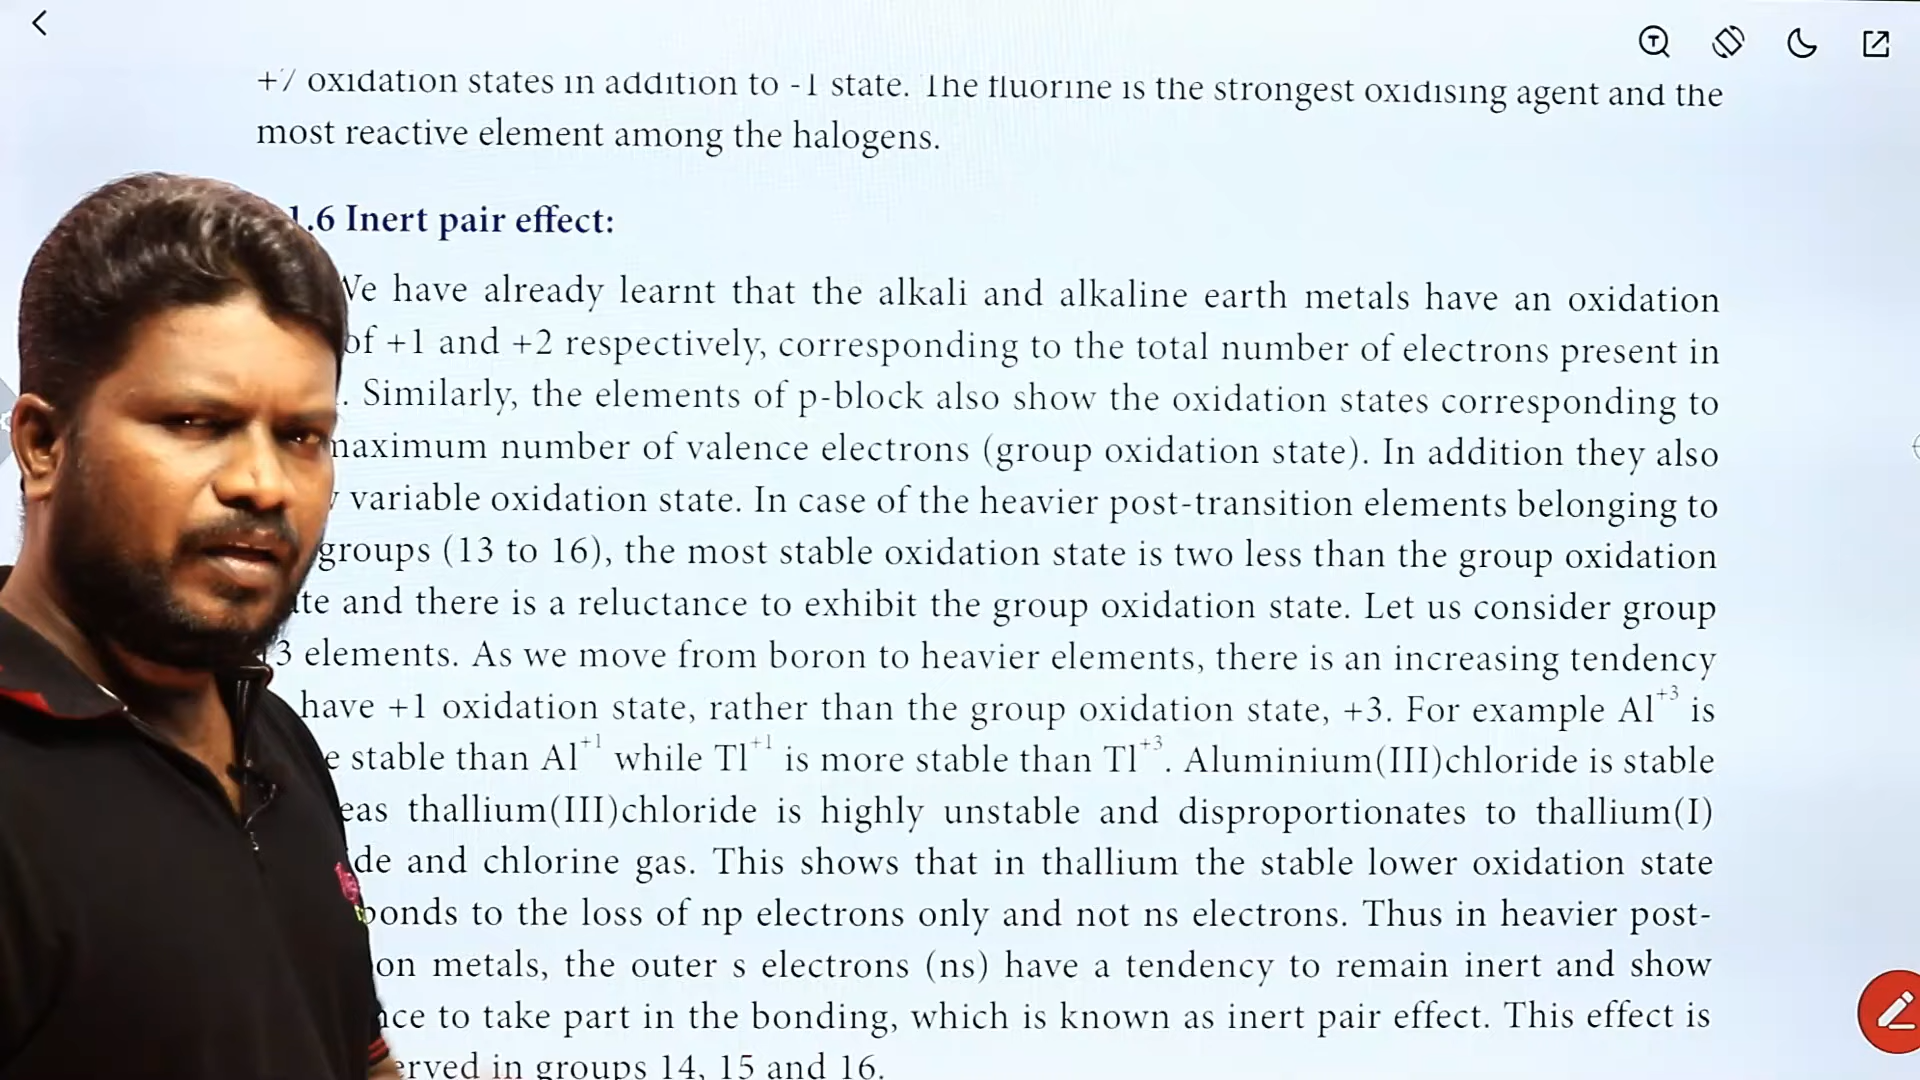 +7 oxidation states in addition to -1 state. The fluorine is the strongest oxidising agent and the
most reactive element among the halogens.
.6 Inert pair effect:
have already learnt that the alkali and alkaline earth metals have an oxidation
of +1 and +2 respectively, corresponding to the total number of electrons present in
. Similarly, the elements of p-block also show the oxidation states corresponding to
maximum number of valence electrons (group oxidation state). In addition they also
variable oxidation state. In case of the heavier post-transition elements belonging to
groups (13 to 16), the most stable oxidation state is two less than the group oxidation
and there is a reluctance to exhibit the group oxidation state. Let us consider group
3 elements. As we move from boron to heavier elements, there is an increasing tendency
have +1 oxidation state, rather than the group oxidation state, +3. For example Al⁺³ is
stable than Al⁺¹ while Tl⁺¹ is more stable than Tl⁺³. Aluminium(III)chloride is stable
thallium(III)chloride is highly unstable and disproportionates to thallium(I)
and chlorine gas. This shows that in thallium the stable lower oxidation state
to the loss of np electrons only and not ns electrons. Thus in heavier post-
metals, the outer s electrons (ns) have a tendency to remain inert and show
to take part in the bonding, which is known as inert pair effect. This effect is
in groups 14, 15 and 16.